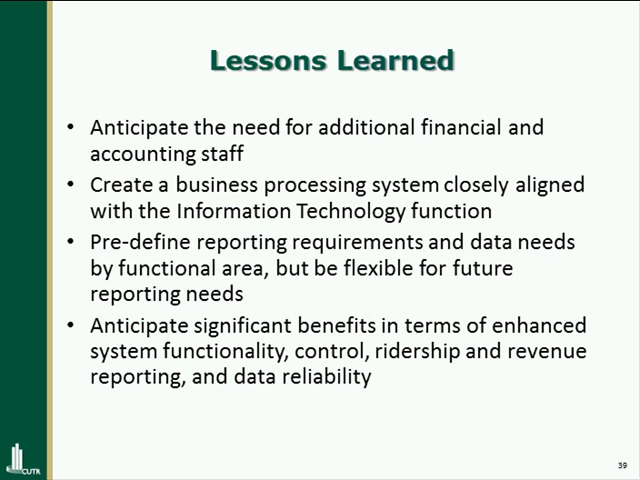 Lessons Learned
• Anticipate the need for additional financial and
accounting staff
• Create a business processing system closely aligned
with the Information Technology function
• Pre-define reporting requirements and data needs
by functional area, but be flexible for future
reporting needs
• Anticipate significant benefits in terms of enhanced
system functionality, control, ridership and revenue
reporting, and data reliability
CUTR
39